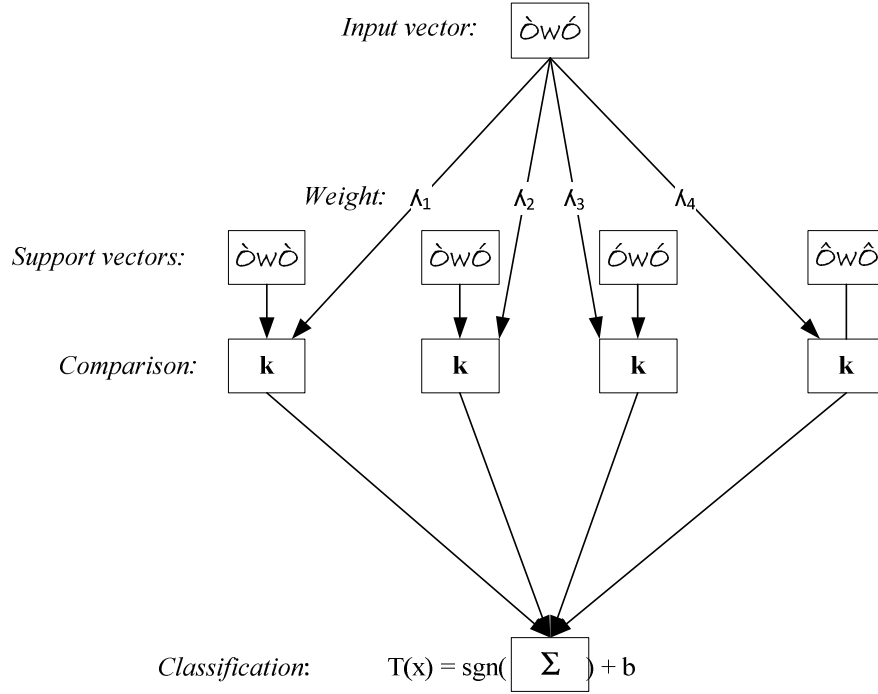 Input vector: òwó
Weight: ʎ₁ ʎ₂ ʎ₃ ʎ₄
Support vectors: òwò òwó ówó ôwô
Comparison: k k k k
Classification: T(x) = sgn( Σ ) + b